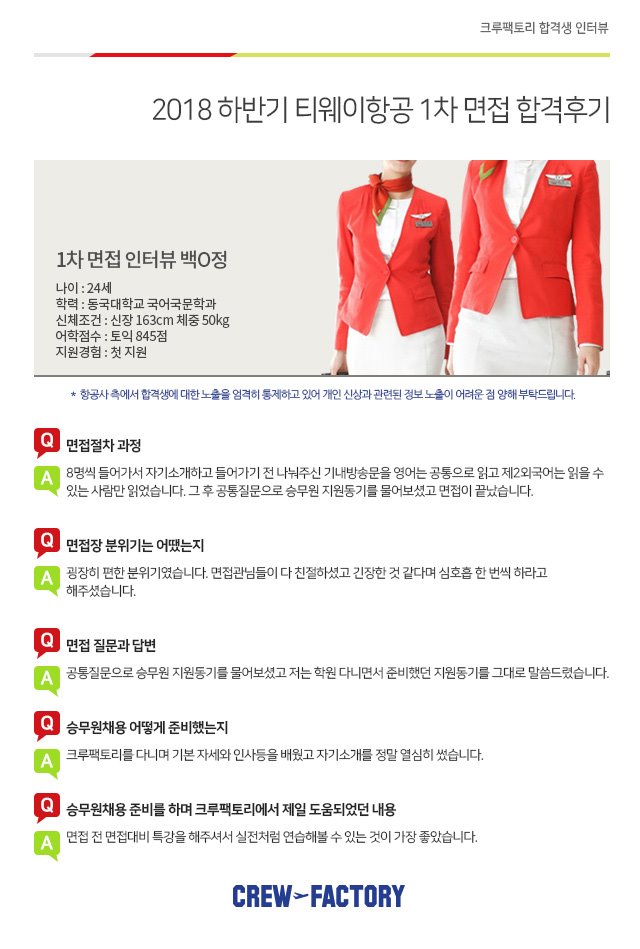 크루팩토리 합격생 인터뷰
2018 하반기 티웨이항공 1차 면접 합격후기
1차 면접 인터뷰 백O정
나이 : 24세
학력 : 동국대학교 국어국문학과
신체조건 : 신장 163cm 체중 50kg
어학점수 : 토익 845점
지원경험 : 첫 지원
* 항공사 측에서 합격생에 대한 노출을 엄격히 통제하고 있어 개인 신상과 관련된 정보 노출이 어려운 점 양해 부탁드립니다.
Q 면접절차 과정
A 8명씩 들어가서 자기소개하고 들어가기 전 나눠주신 기내방송문을 영어는 공통으로 읽고 제2외국어는 읽을 수
있는 사람만 읽었습니다. 그 후 공통질문으로 승무원 지원동기를 물어보셨고 면접이 끝났습니다.
Q 면접장 분위기는 어땠는지
A 굉장히 편한 분위기였습니다. 면접관님들이 다 친절하셨고 긴장한 것 같다며 심호흡 한 번씩 하라고
해주셨습니다.
Q 면접 질문과 답변
A 공통질문으로 승무원 지원동기를 물어보셨고 저는 학원 다니면서 준비했던 지원동기를 그대로 말씀드렸습니다.
Q 승무원채용 어떻게 준비했는지
A 크루팩토리를 다니며 기본 자세와 인사등을 배웠고 자기소개를 정말 열심히 썼습니다.
Q 승무원채용 준비를 하며 크루팩토리에서 제일 도움되었던 내용
A 면접 전 면접대비 특강을 해주셔서 실전처럼 연습해볼 수 있는 것이 가장 좋았습니다.
CREW FACTORY